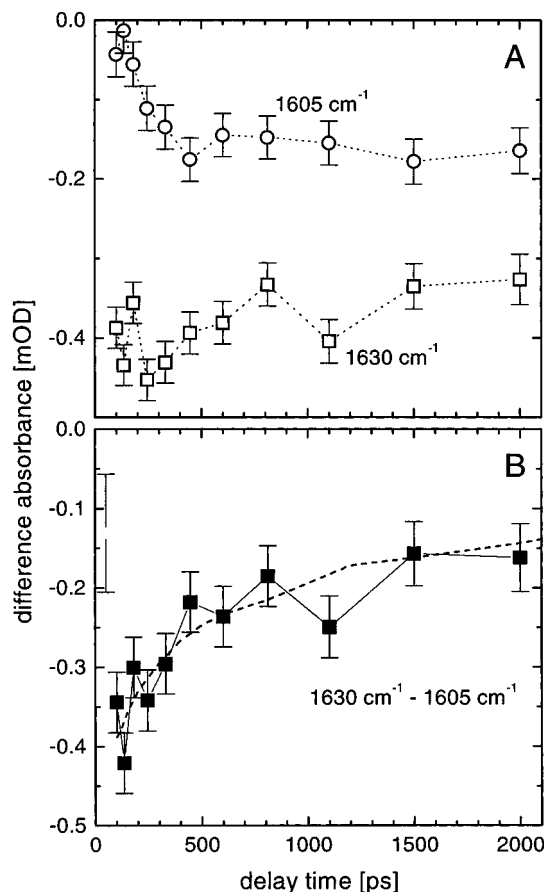 0.0
A
1605 cm⁻¹
-0.2
-0.4
1630 cm⁻¹
difference absorbance [mOD]
0.0
B
-0.1
-0.2
-0.3
1630 cm⁻¹ - 1605 cm⁻¹
-0.4
-0.5
0 500 1000 1500 2000
delay time [ps]